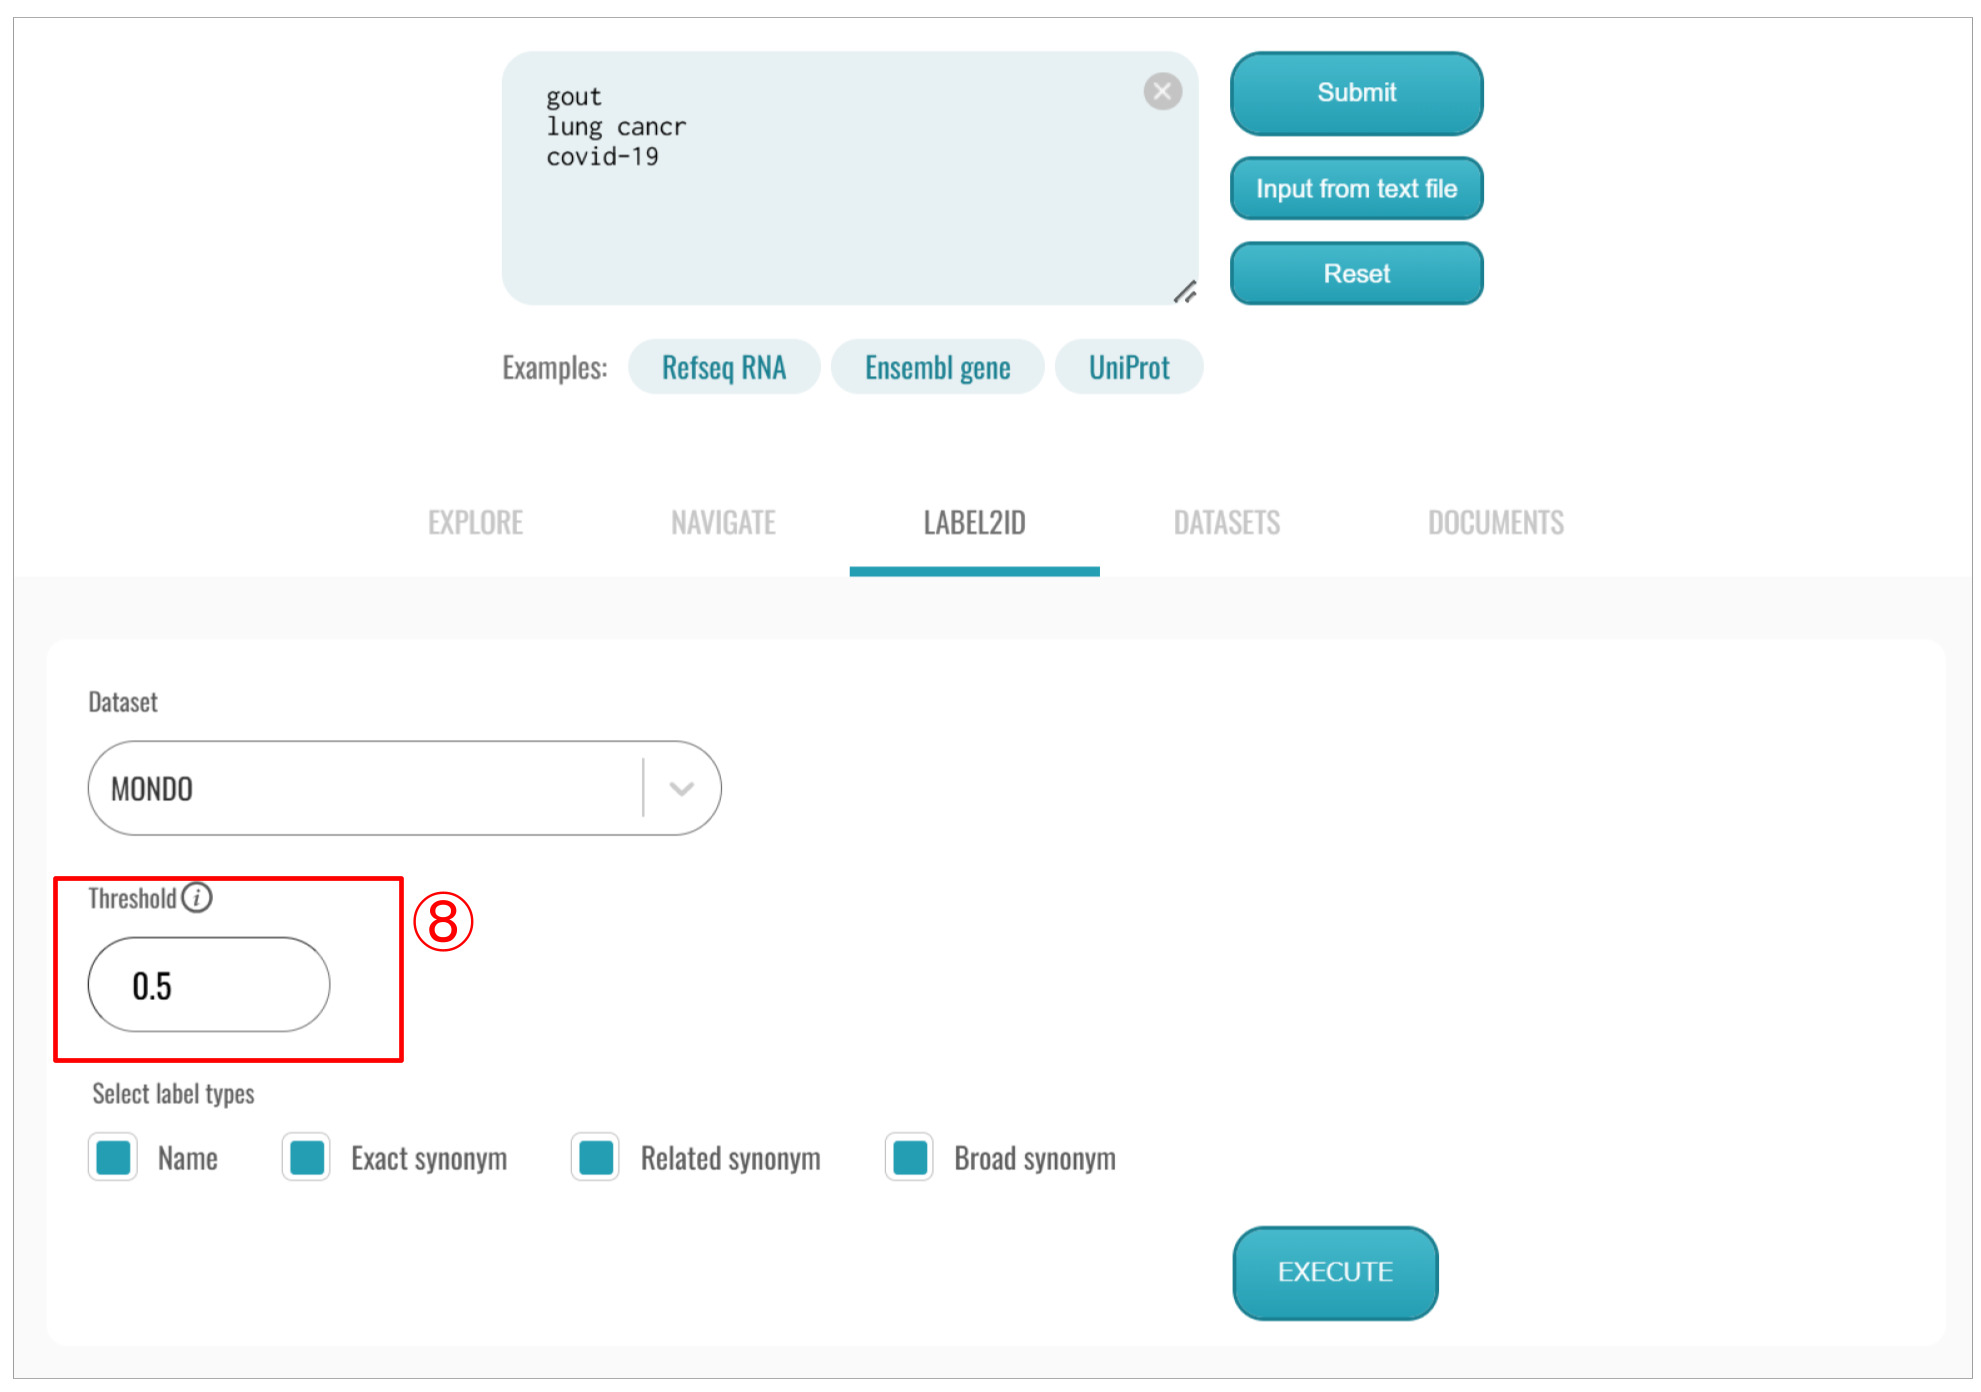 gout
Submit
lung cancr
covid-19
Input from text file
Reset
Examples: Refseq RNA Ensembl gene UniProt
EXPLORE NAVIGATE LABEL2ID DATASETS DOCUMENTS
Dataset
MONDO
Threshold i
⑧
0.5
Select label types
Name Exact synonym Related synonym Broad synonym
EXECUTE